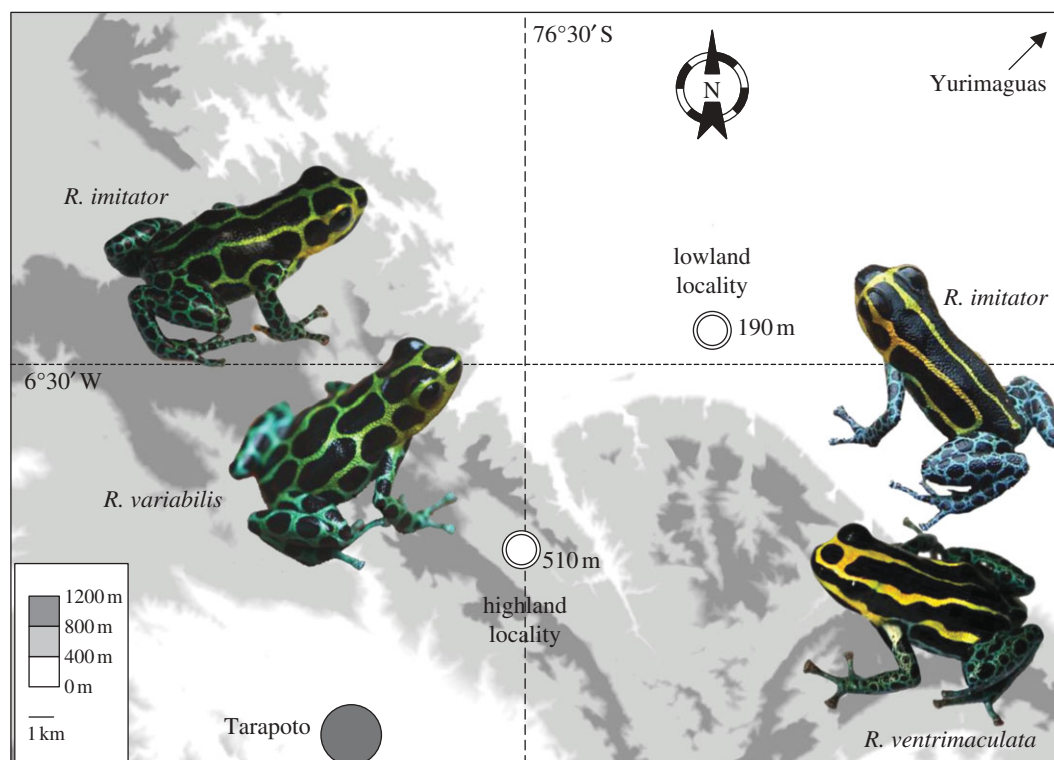 76°30′ S
N
Yurimaguas
R. imitator
lowland
locality
190 m
R. imitator
6°30′ W
R. variabilis
510 m
highland
locality
1200 m
800 m
400 m
0 m
1 km
Tarapoto
R. ventrimaculata